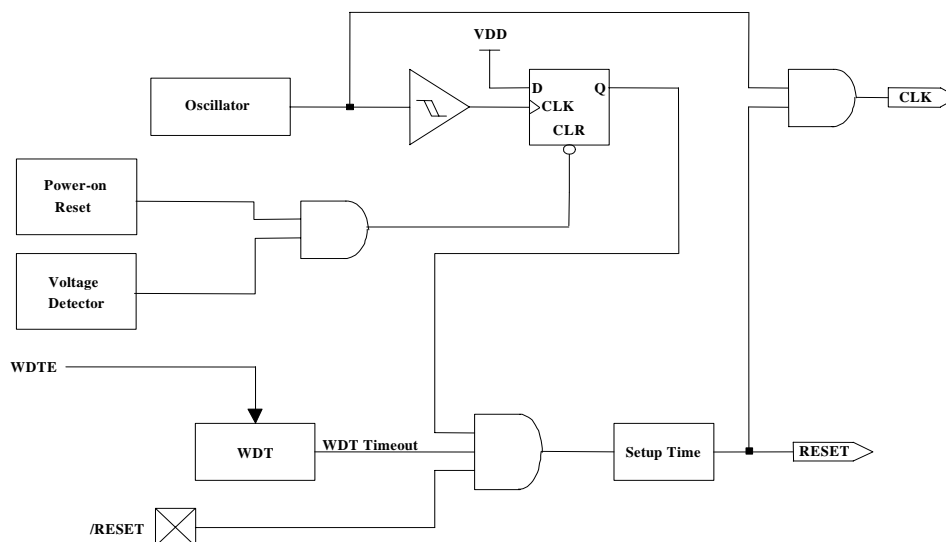 VDD
Oscillator
D
Q
CLK
CLR
CLK
Power-on
Reset
Voltage
Detector
WDTE
WDT
WDT Timeout
Setup Time
RESET
/RESET